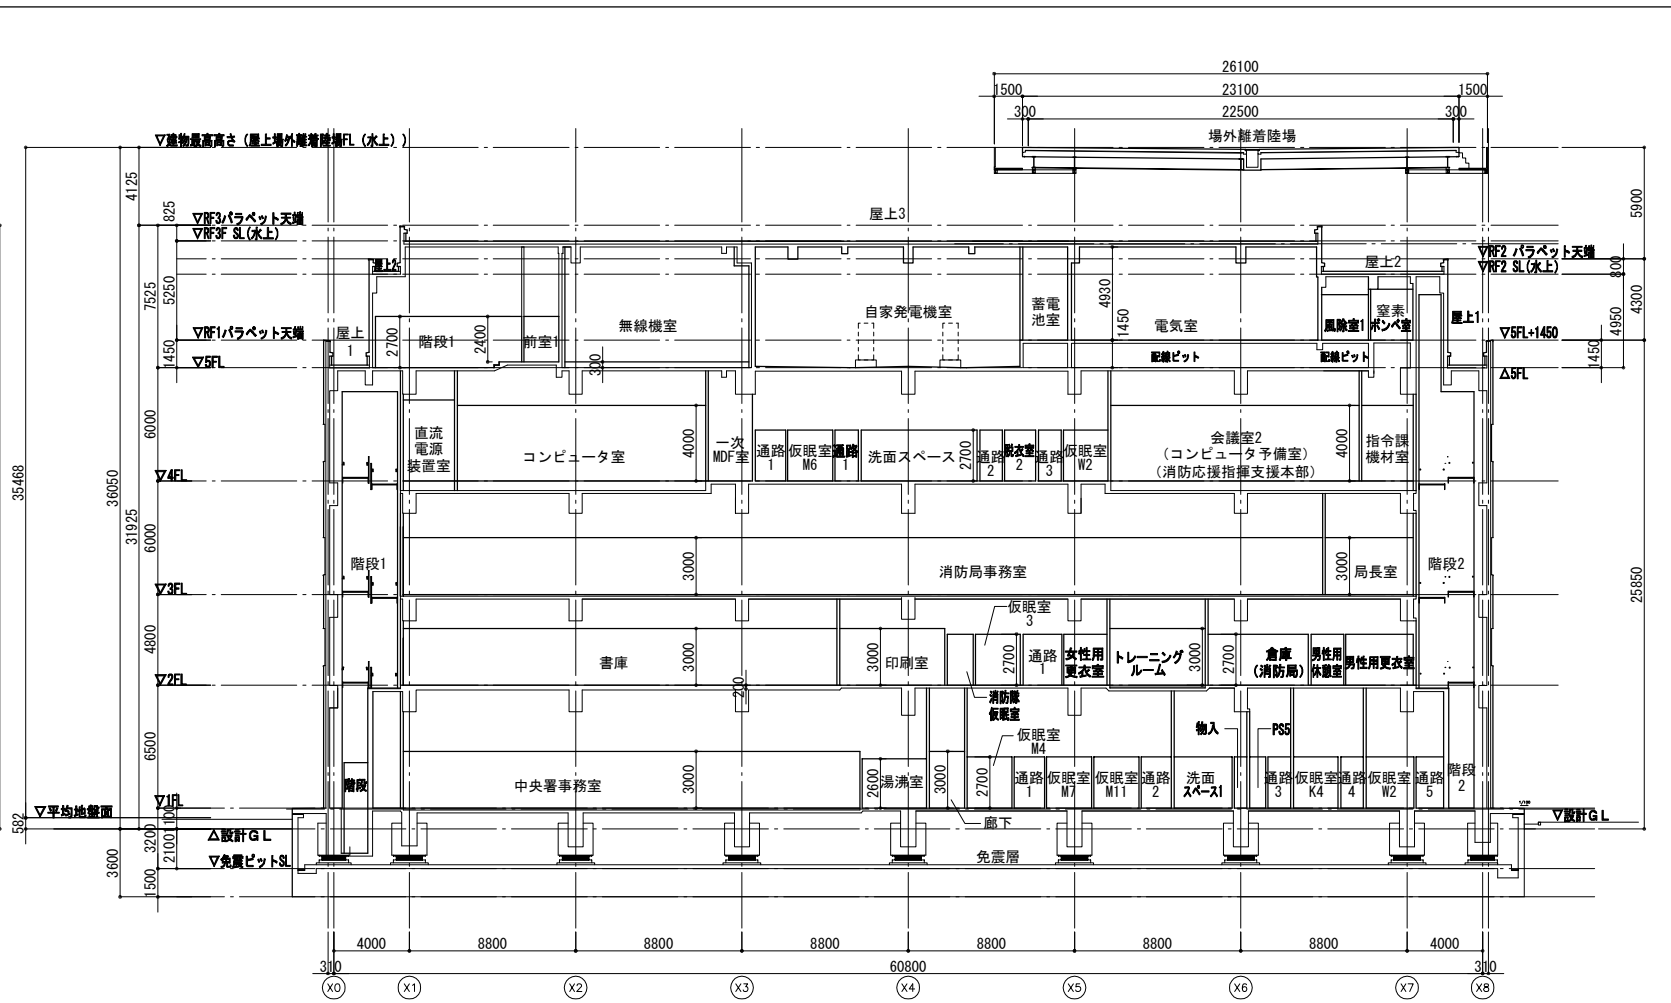 26100
1500
23100
1500
300
22500
300
場外離着陸場
▽建物最高高さ（屋上場外離着陸場FL（水上））
4125
825
▽RF3パラペット天端
▽RF3F SL(水上)
屋上3
5900
▽RF2 パラペット天端
▽RF2 SL(水上)
800
屋上2
屋上2
7525
5250
4930
4300
4950
無線機室
自家発電機室
蓄電
池室
電気室
風除室1
窒素
ボンベ室
屋上1
▽RF1パラペット天端
屋上
1
2700
階段1
2400
前室1
1450
▽5FL+1450
1450
▽5FL
300
配線ピット
配線ピット
1450
△5FL
35468
36050
31925
6000
直流
電源
装置室
コンピュータ室
4000
一次
MDF室
通路
1
仮眠室
M6
通路
1
洗面スペース
2700
通路
2
脱衣室
2
通路
3
仮眠室
W2
会議室2
（コンピュータ予備室）
（消防応援指揮支援本部）
4000
指令課
機材室
▽4FL
6000
階段1
3000
消防局事務室
3000
局長室
階段2
▽3FL
25850
4800
書庫
3000
3000
印刷室
仮眠室
3
2700
通路
1
女性用
更衣室
トレーニング
ルーム
3000
2700
倉庫
（消防局）
男性用
休憩室
男性用更衣室
▽2FL
200
消防隊
仮眠室
6500
階段
中央署事務室
3000
2600
湯沸室
3000
2700
仮眠室
M4
通路
1
仮眠室
M7
仮眠室
M11
通路
2
洗面
スペース1
物入
PS5
通路
3
仮眠室
K4
通路
4
仮眠室
W2
通路
5
階段
2
▽1FL
▽平均地盤面
582
1100
廊下
▽設計ＧＬ
△設計ＧＬ
3200
2100
▽免震ピットSL
免震層
3600
1500
4000
8800
8800
8800
8800
8800
8800
4000
310
60800
310
X0
X1
X2
X3
X4
X5
X6
X7
X8